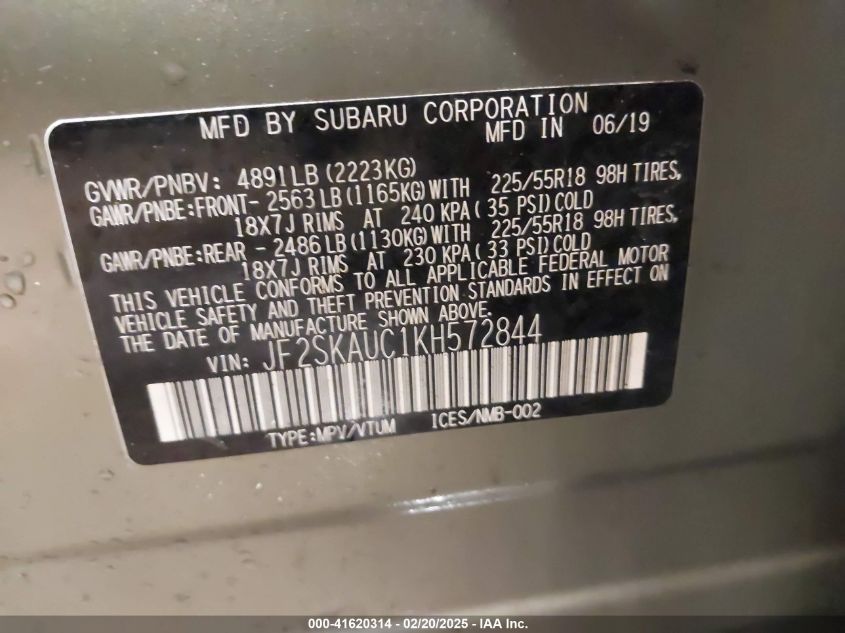 MFD BY SUBARU CORPORATION
MFD IN 06/19
GVWR/PNBV: 4891LB (2223KG)
GAWR/PNBE:FRONT- 2563LB (1165KG) WITH 225/55R18 98H TIRES,
18X7J RIMS AT 240 KPA( 35 PSI) COLD
GAWR/PNBE:REAR - 2486LB (1130KG) WITH 225/55R18 98H TIRES,
18X7J RIMS AT 230 KPA( 33 PSI) COLD
THIS VEHICLE CONFORMS TO ALL APPLICABLE FEDERAL MOTOR
VEHICLE SAFETY AND THEFT PREVENTION STANDARDS IN EFFECT ON
THE DATE OF MANUFACTURE SHOWN ABOVE.
VIN: JF2SKAUC1KH572844
TYPE:MPV/VTUM ICES/NMB-002
000-41620314 - 02/20/2025 - IAA Inc.